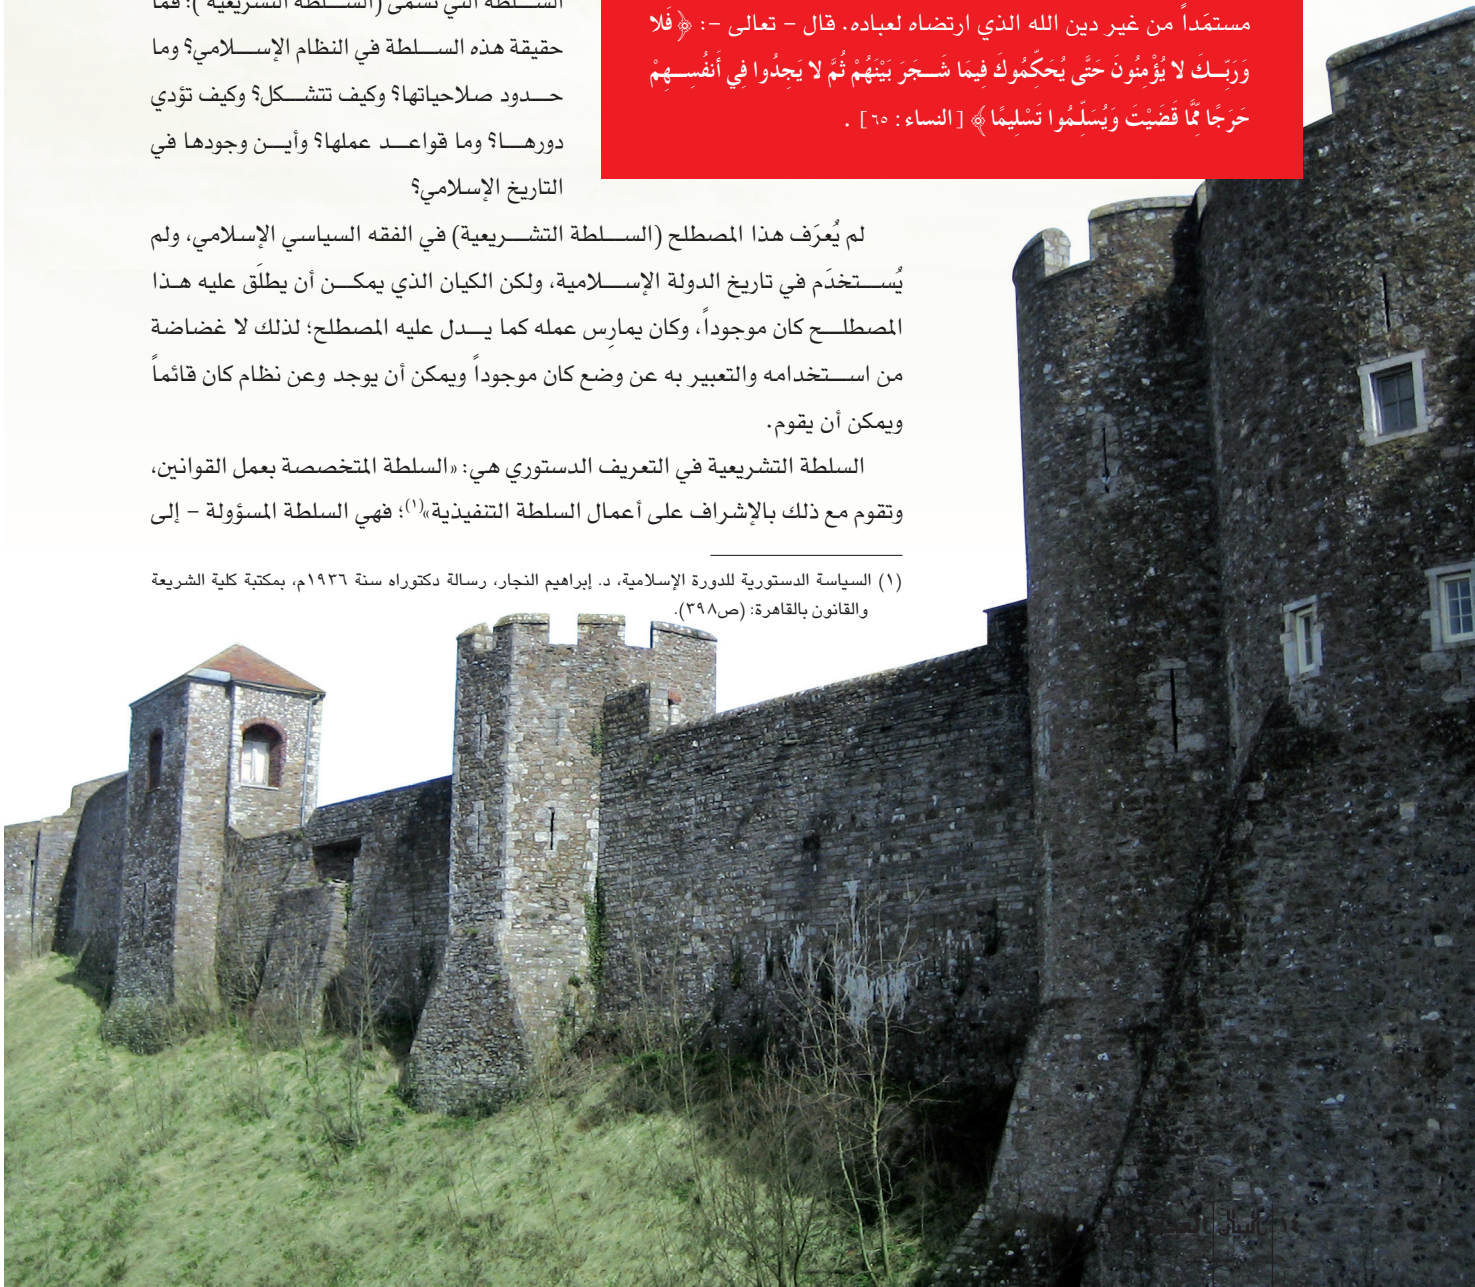 مستمَداً من غير دين الله الذي ارتضاه لعباده. قال – تعالى –: ﴿فَلا
وَرَبِّكَ لا يُؤْمِنُونَ حَتَّى يُحَكِّمُوكَ فِيمَا شَجَرَ بَيْنَهُمْ ثُمَّ لا يَجِدُوا فِي أَنفُسِهِمْ
حَرَجًا مِّمَّا قَضَيْتَ وَيُسَلِّمُوا تَسْلِيمًا﴾ [النساء: ٦٥] .
السلطة التي تسمى (السلطة التشريعية)؛ فما
حقيقة هذه السلطة في النظام الإسلامي؟ وما
حدود صلاحياتها؟ وكيف تتشكل؟ وكيف تؤدي
دورها؟ وما قواعد عملها؟ وأين وجودها في
التاريخ الإسلامي؟
لم يُعرَف هذا المصطلح (السلطة التشريعية) في الفقه السياسي الإسلامي، ولم
يُستخدَم في تاريخ الدولة الإسلامية، ولكن الكيان الذي يمكن أن يطلَق عليه هذا
المصطلح كان موجوداً، وكان يمارِس عمله كما يدل عليه المصطلح؛ لذلك لا غضاضة
من استخدامه والتعبير به عن وضع كان موجوداً ويمكن أن يوجد وعن نظام كان قائماً
ويمكن أن يقوم.
السلطة التشريعية في التعريف الدستوري هي: «السلطة المتخصصة بعمل القوانين،
وتقوم مع ذلك بالإشراف على أعمال السلطة التنفيذية»(١)؛ فهي السلطة المسؤولة – إلى
(١) السياسة الدستورية للدورة الإسلامية، د. إبراهيم النجار، رسالة دكتوراه سنة ١٩٣٦م، بمكتبة كلية الشريعة
والقانون بالقاهرة: (ص٣٩٨).
البيان